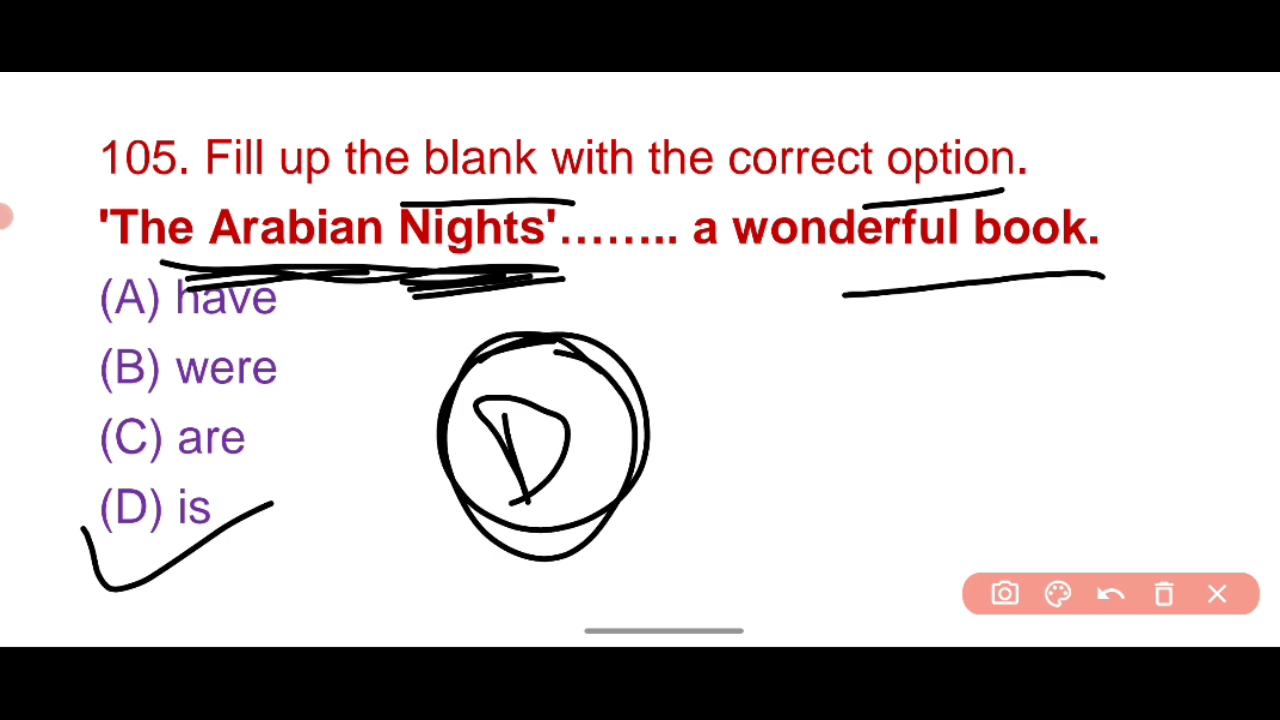 105. Fill up the blank with the correct option.
'The Arabian Nights'…….. a wonderful book.
(A) have
(B) were
(C) are
(D) is
D